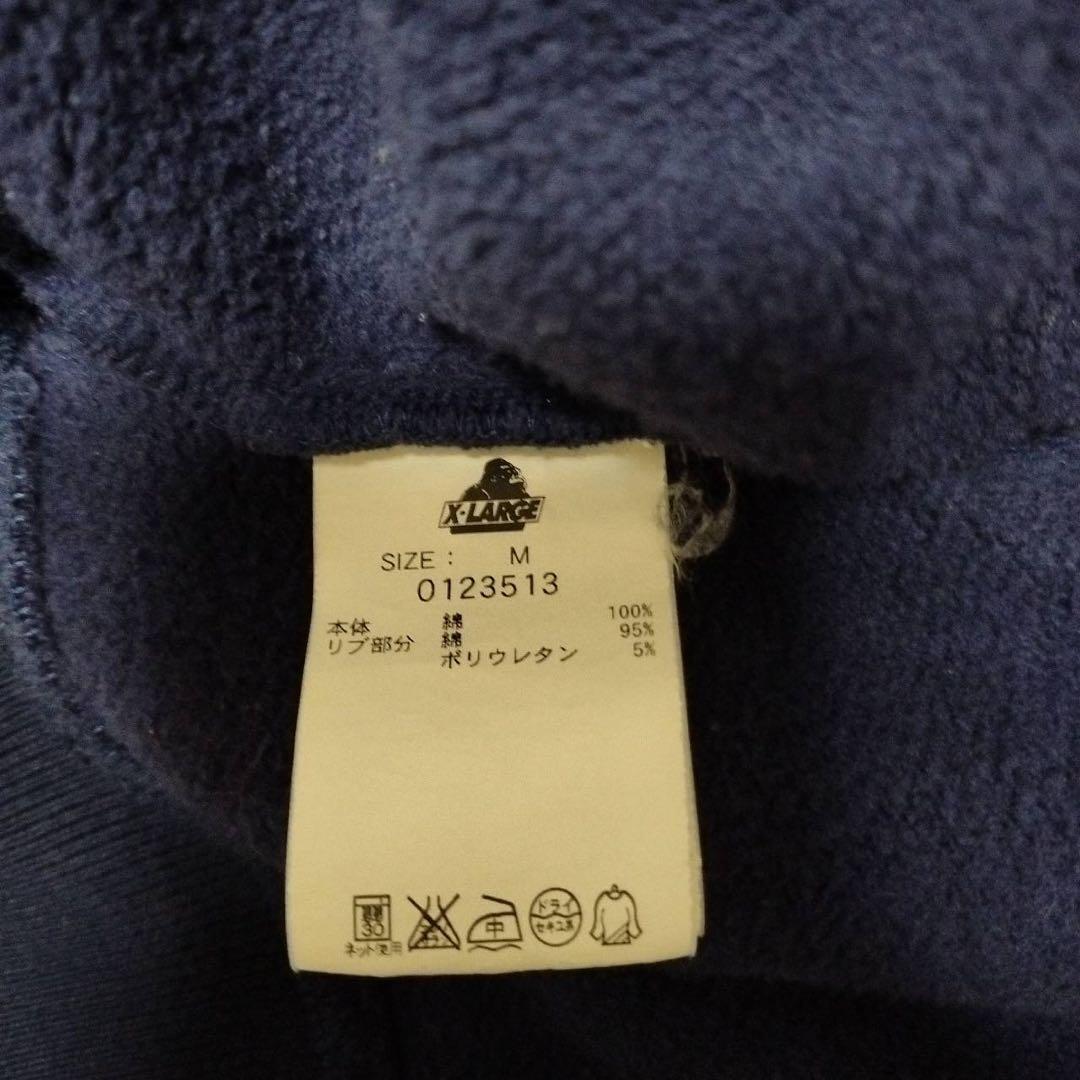 X-LARGE
SIZE : M
0123513
本体 綿 100%
リブ部分 綿 95%
ポリウレタン 5%
30
中
ドライ
セキユ系
ネット使用